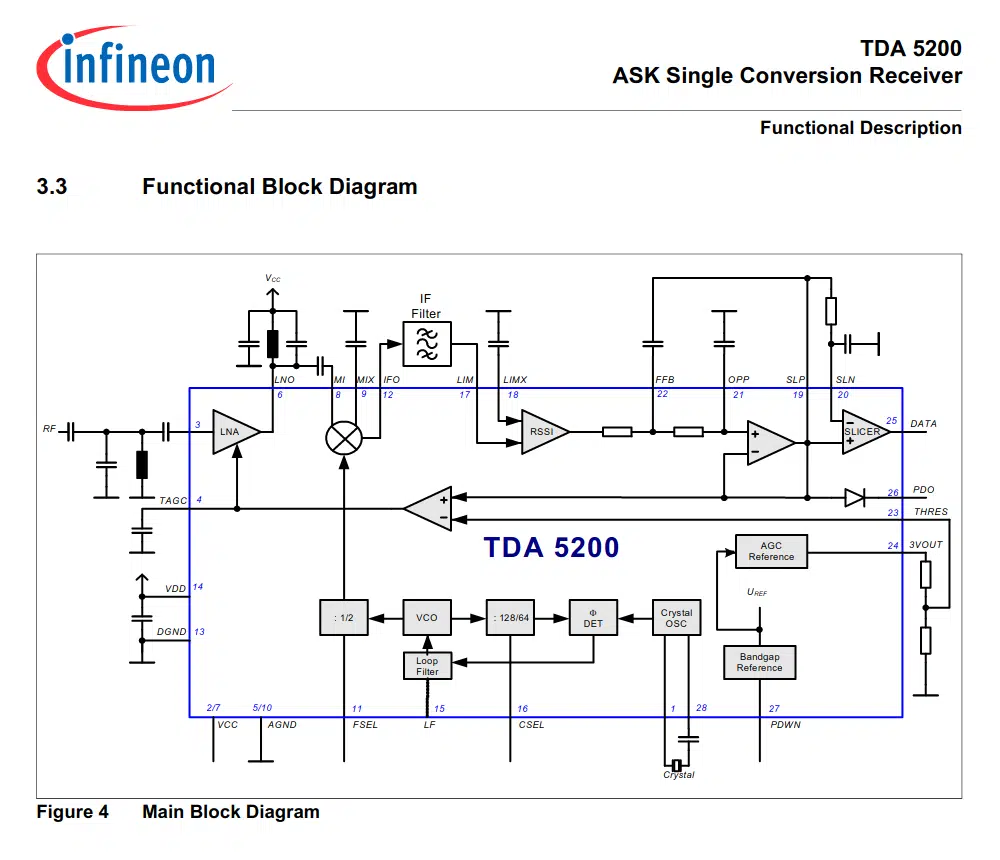 infineon
TDA 5200
ASK Single Conversion Receiver
Functional Description
3.3 Functional Block Diagram
VCC
IF
Filter
LNO MI MIX IFO LIM LIMX FFB OPP SLP SLN
6 8 9 12 17 18 22 21 19 20
RF 3 LNA RSSI + − − + SLICER 25 DATA
TAGC 4 + − 26 PDO
23 THRES
TDA 5200
AGC
Reference
24 3VOUT
VDD 14
UREF
DGND 13
: 1/2 VCO : 128/64 Φ
DET
Crystal
OSC
Loop
Filter
Bandgap
Reference
2/7 5/10 11 15 16 1 28 27
VCC AGND FSEL LF CSEL PDWN
Crystal
Figure 4 Main Block Diagram